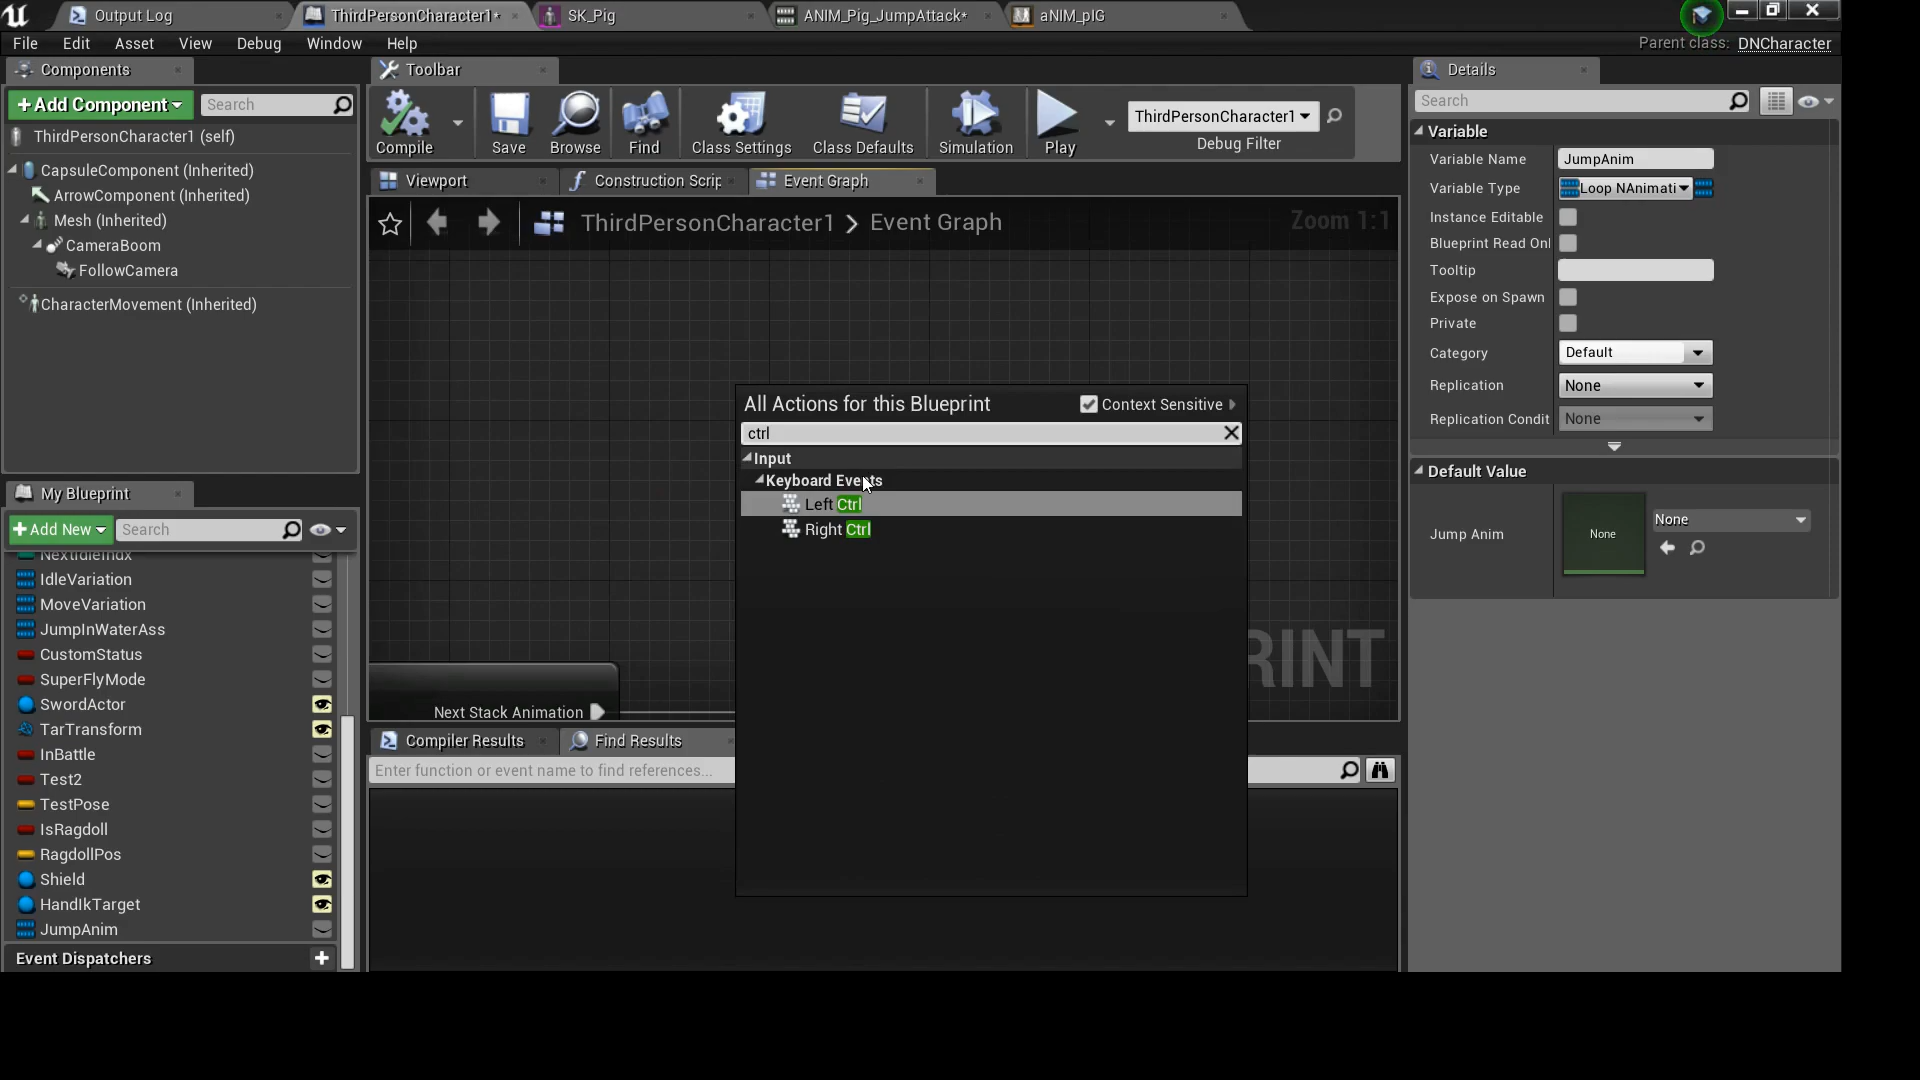 Output Log
ThirdPersonCharacter1*
SK_Pig
ANIM_Pig_JumpAttack*
aNIM_pIG
File Edit Asset View Debug Window Help
Parent class: DNCharacter
Components
Toolbar
Details
+Add Component
Search
ThirdPersonCharacter1 (self)
CapsuleComponent (Inherited)
ArrowComponent (Inherited)
Mesh (Inherited)
CameraBoom
FollowCamera
CharacterMovement (Inherited)
Compile
Save
Browse
Find
Class Settings
Class Defaults
Simulation
Play
ThirdPersonCharacter1
Debug Filter
Viewport
Construction Scrip
Event Graph
ThirdPersonCharacter1 > Event Graph
Zoom 1:1
All Actions for this Blueprint
Context Sensitive
ctrl
Input
Keyboard Events
Left Ctrl
Right Ctrl
RINT
Next Stack Animation
Compiler Results
Find Results
Enter function or event name to find references...
My Blueprint
+Add New
Search
NextIdleIndx
IdleVariation
MoveVariation
JumpInWaterAss
CustomStatus
SuperFlyMode
SwordActor
TarTransform
InBattle
Test2
TestPose
IsRagdoll
RagdollPos
Shield
HandIkTarget
JumpAnim
Event Dispatchers
Search
Variable
Variable Name JumpAnim
Variable Type Loop NAnimati
Instance Editable
Blueprint Read Onl
Tooltip
Expose on Spawn
Private
Category Default
Replication None
Replication Condit None
Default Value
Jump Anim None None